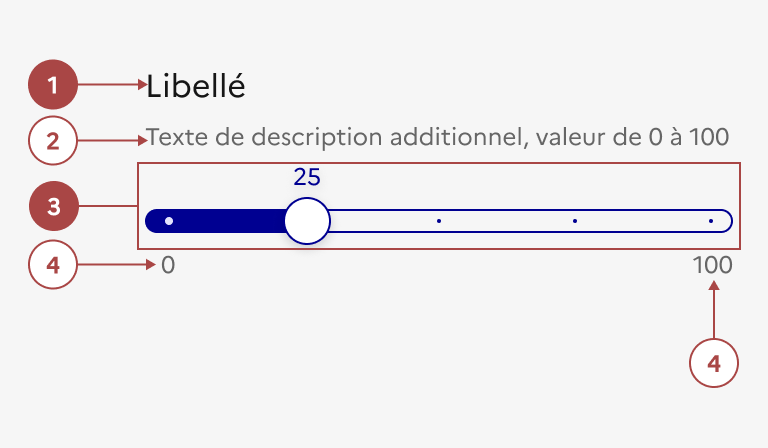 1 Libellé
2 Texte de description additionnel, valeur de 0 à 100
25
3
4 0 100
4